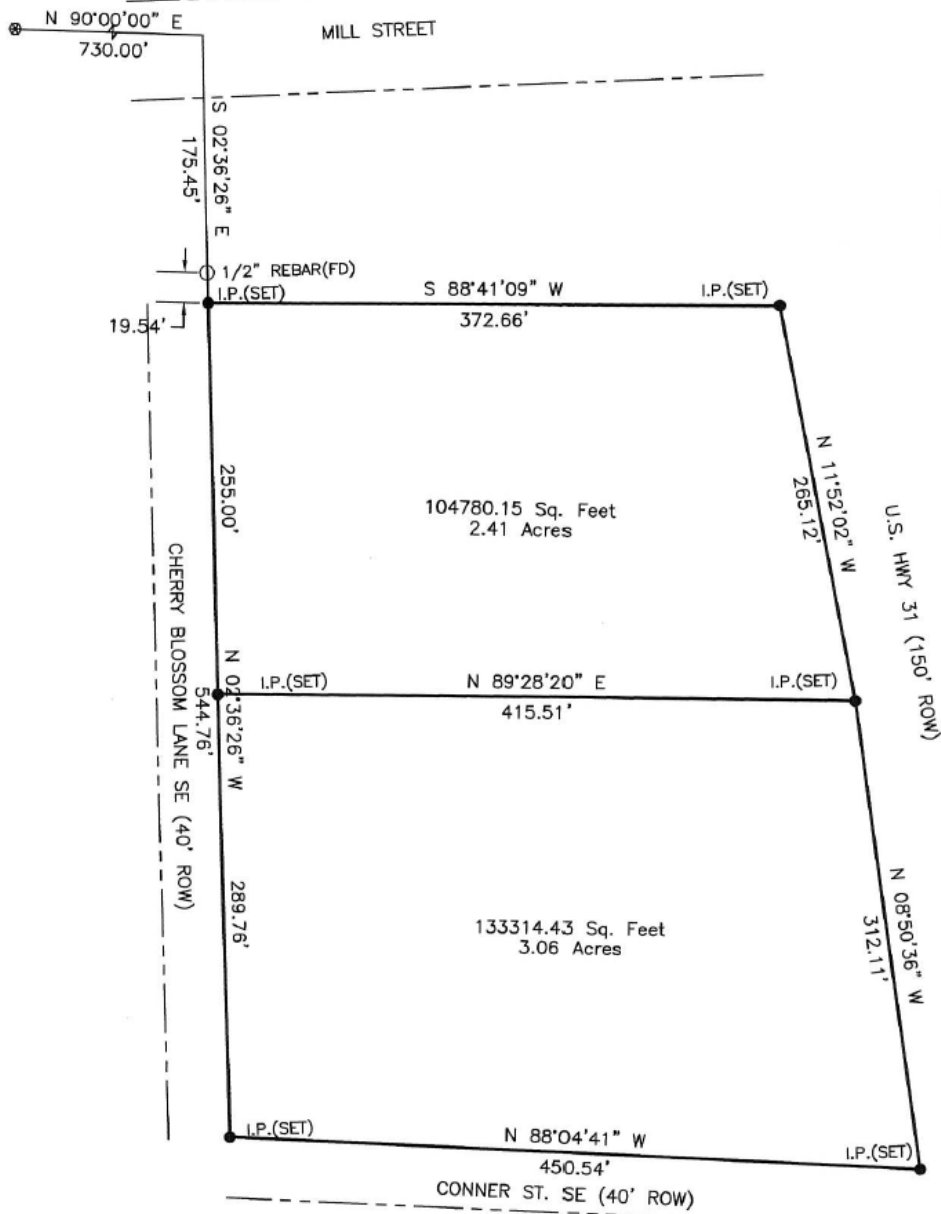 N 90°00'00" E
730.00'
MILL STREET
S 02°36'26" E
175.45'
1/2" REBAR(FD)
I.P.(SET)
S 88°41'09" W
I.P.(SET)
372.66'
19.54'
255.00'
104780.15 Sq. Feet
2.41 Acres
N 11°52'02" W
265.12'
U.S. HWY 31 (150' ROW)
CHERRY BLOSSOM LANE SE (40' ROW)
N 02°36'26" W
544.76'
I.P.(SET)
N 89°28'20" E
I.P.(SET)
415.51'
289.76'
133314.43 Sq. Feet
3.06 Acres
N 08°50'36" W
312.11'
I.P.(SET)
N 88°04'41" W
I.P.(SET)
450.54'
CONNER ST. SE (40' ROW)